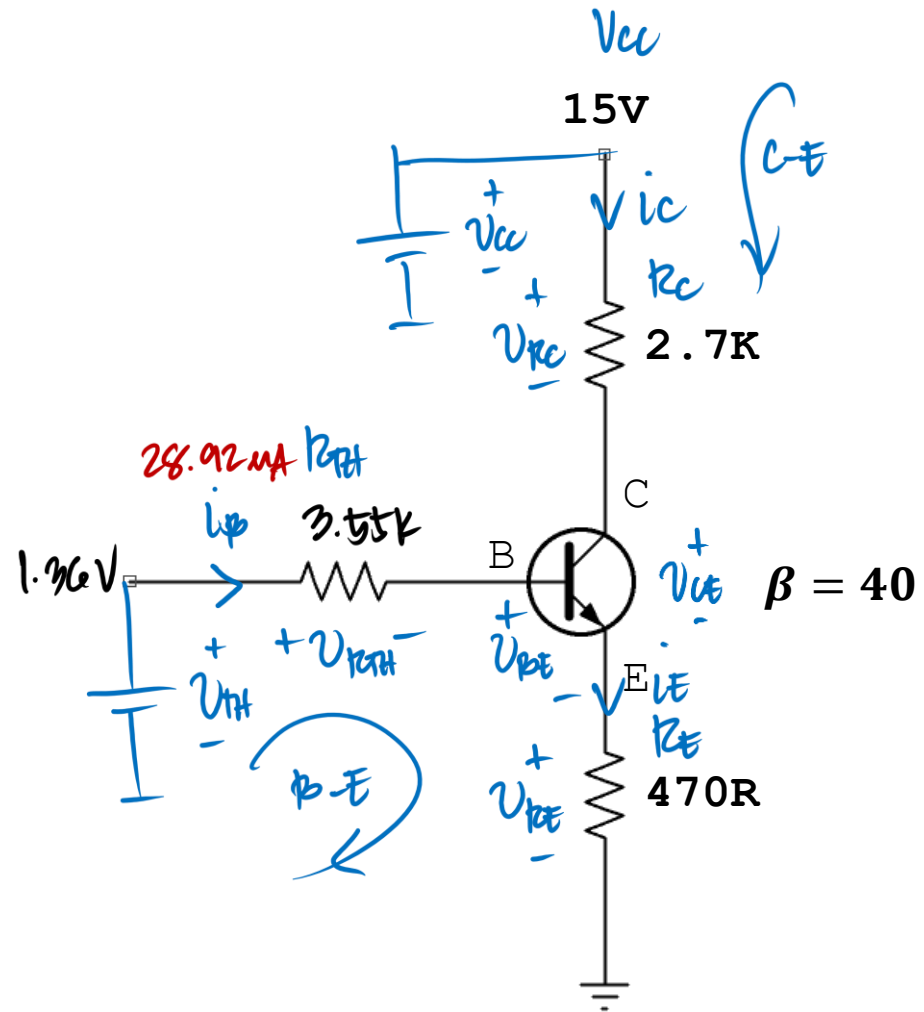 VCC
15V
C-E
iC
+
VCC
-
RC
+
VRC
-
2.7K
28.92uA RTH
iB
3.55K
C
B
1.36V
+
VCE
-
β = 40
+ VRTH -
+
VBE
-
+
VTH
-
E
iE
RE
B-E
+
VRE
-
470R